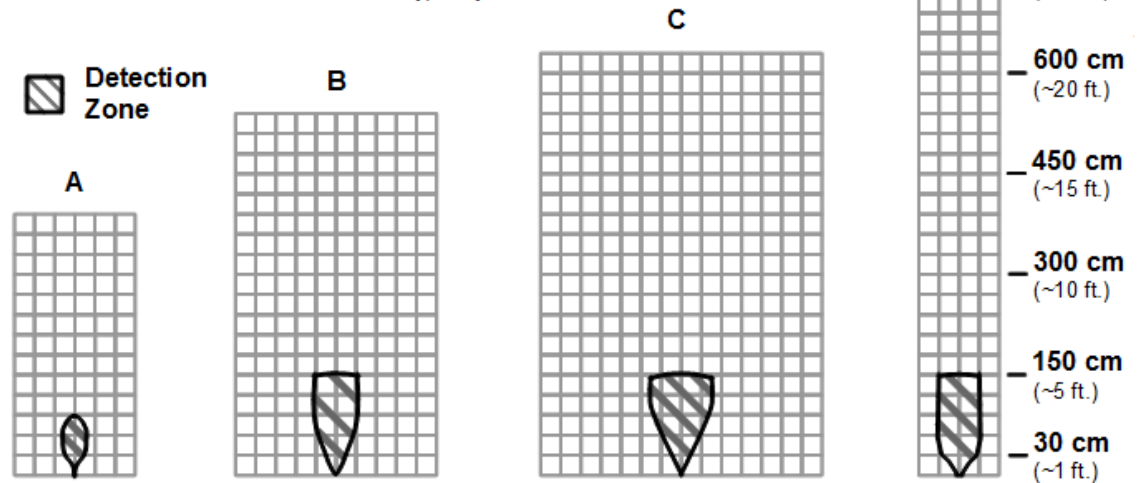 C
600 cm
(~20 ft.)
Detection
Zone
B
450 cm
(~15 ft.)
A
300 cm
(~10 ft.)
150 cm
(~5 ft.)
30 cm
(~1 ft.)